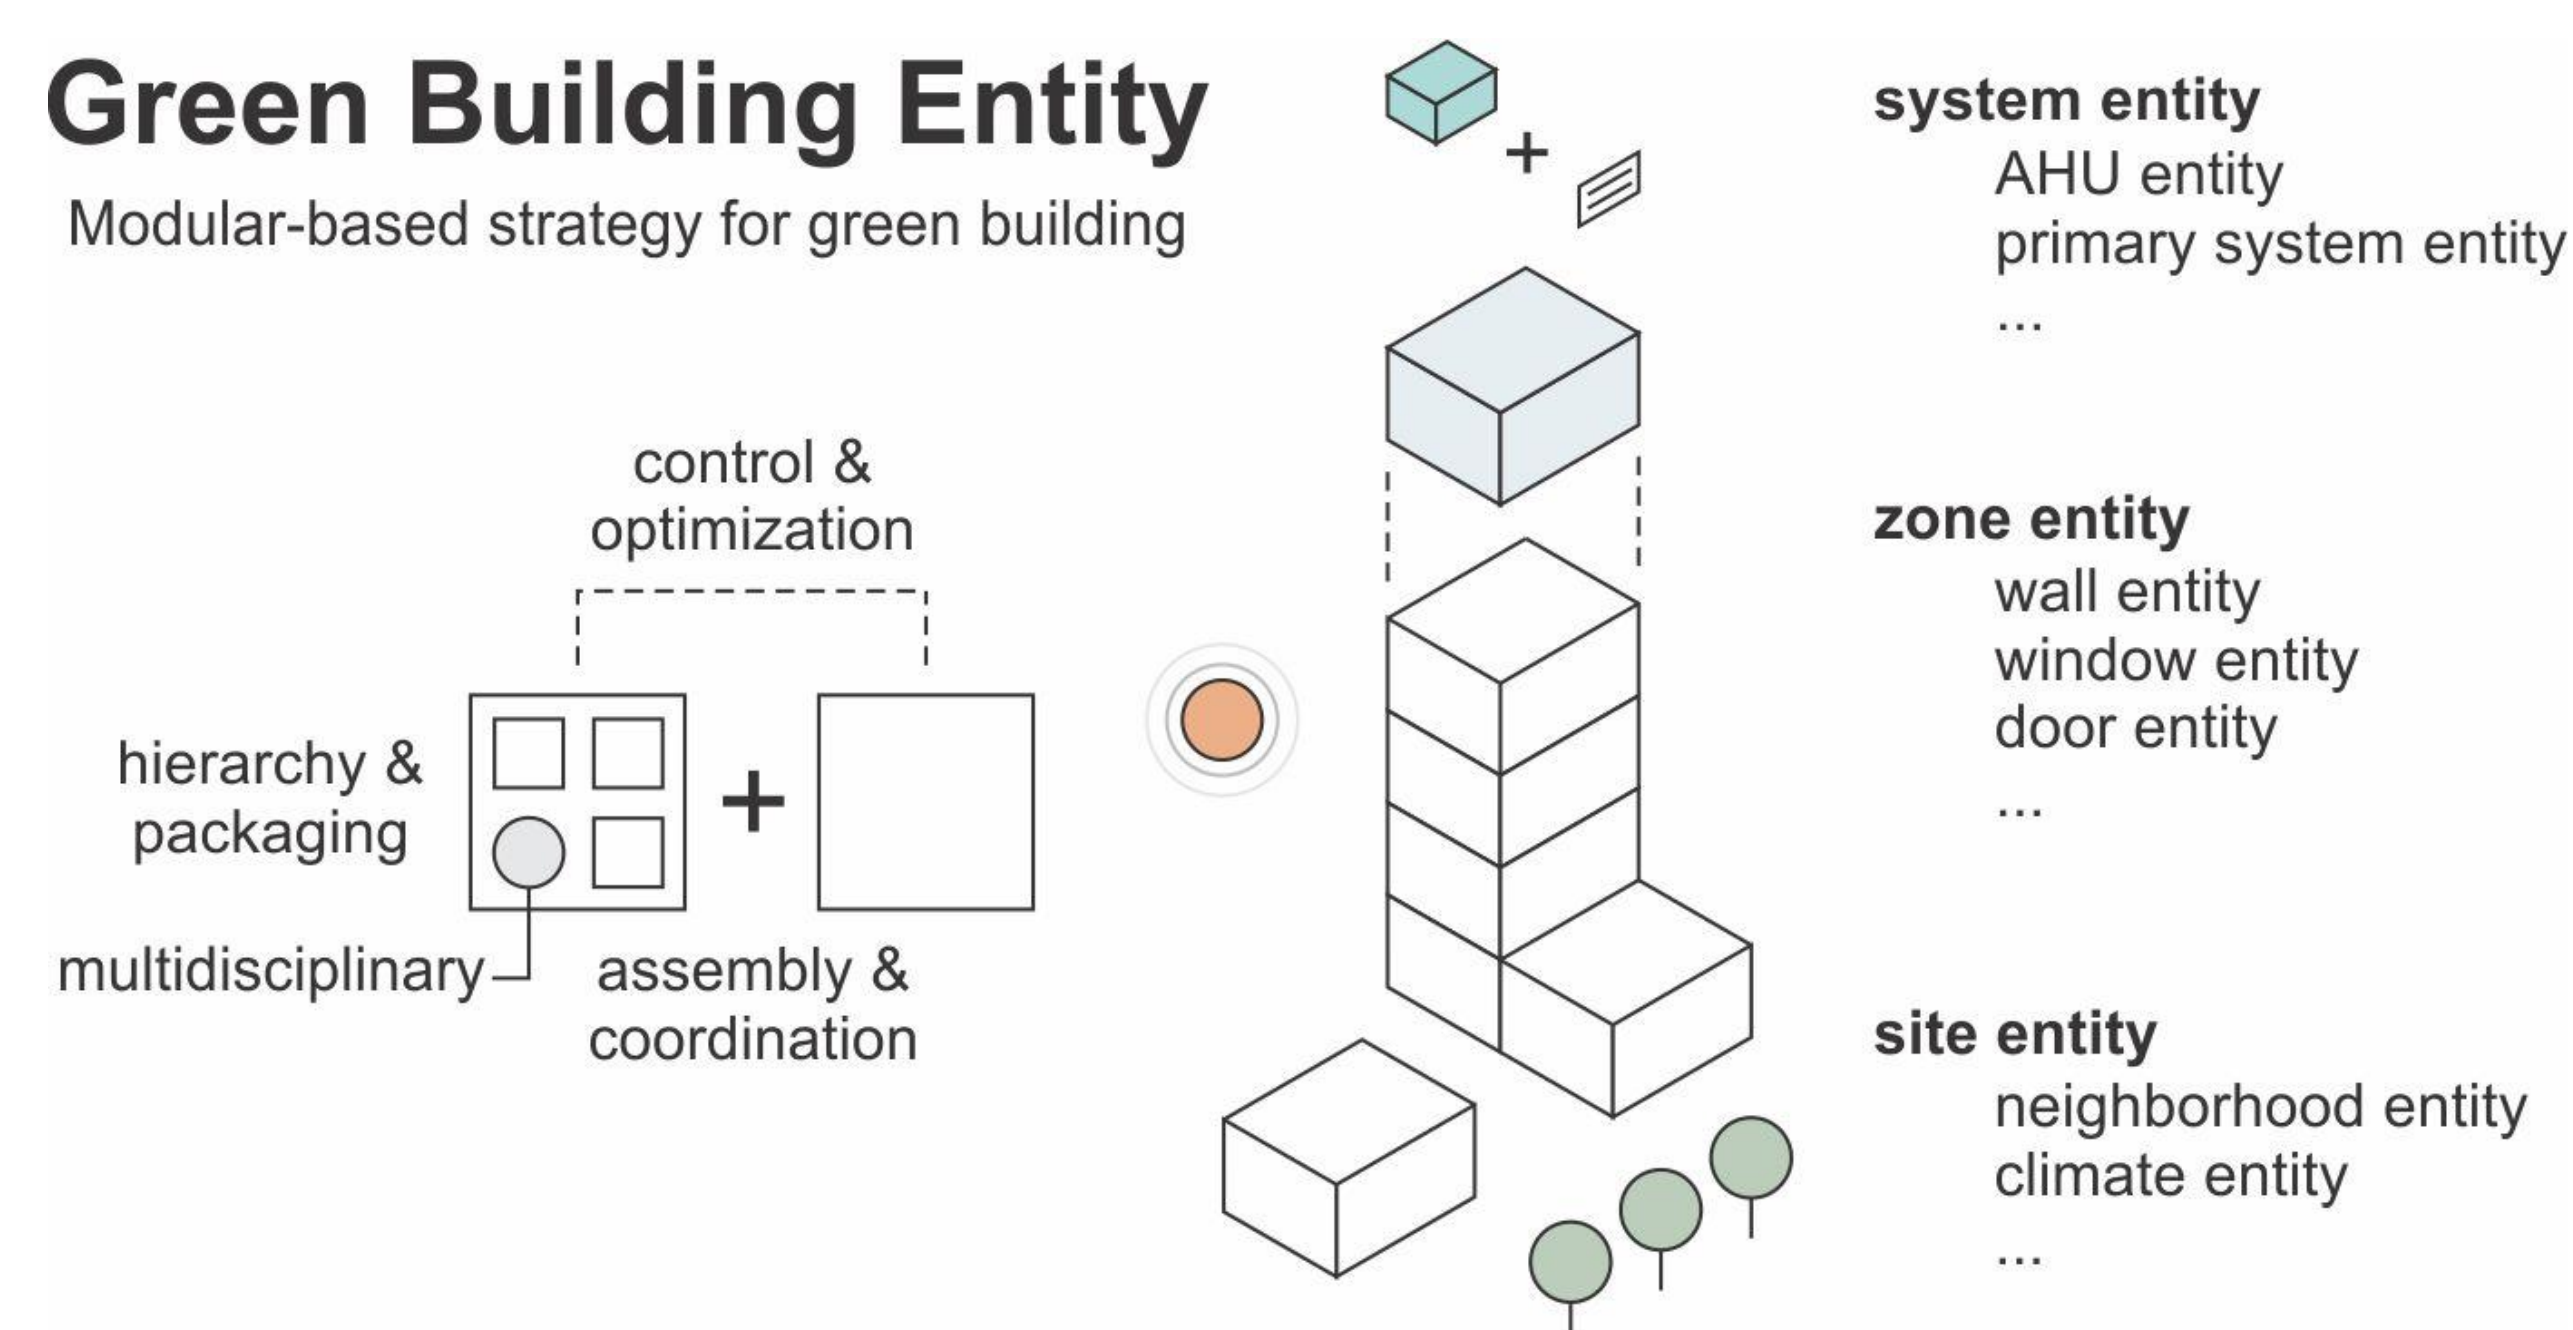 Green Building Entity
Modular-based strategy for green building
control &
optimization
hierarchy &
packaging
+
multidisciplinary
assembly &
coordination
+
system entity
AHU entity
primary system entity
...
zone entity
wall entity
window entity
door entity
...
site entity
neighborhood entity
climate entity
...